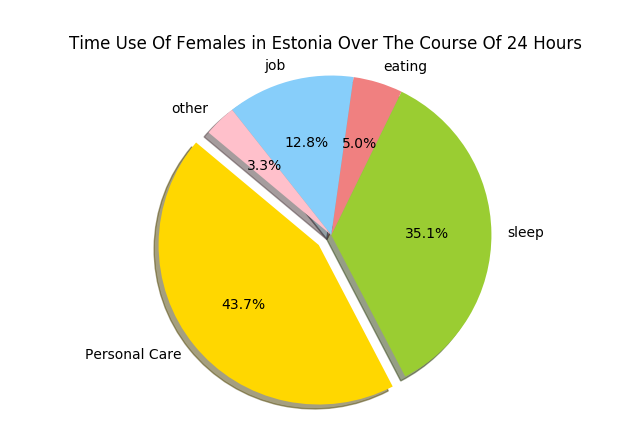 Time Use Of Females in Estonia Over The Course Of 24 Hours
job
eating
other
12.8%
5.0%
3.3%
35.1%
sleep
43.7%
Personal Care